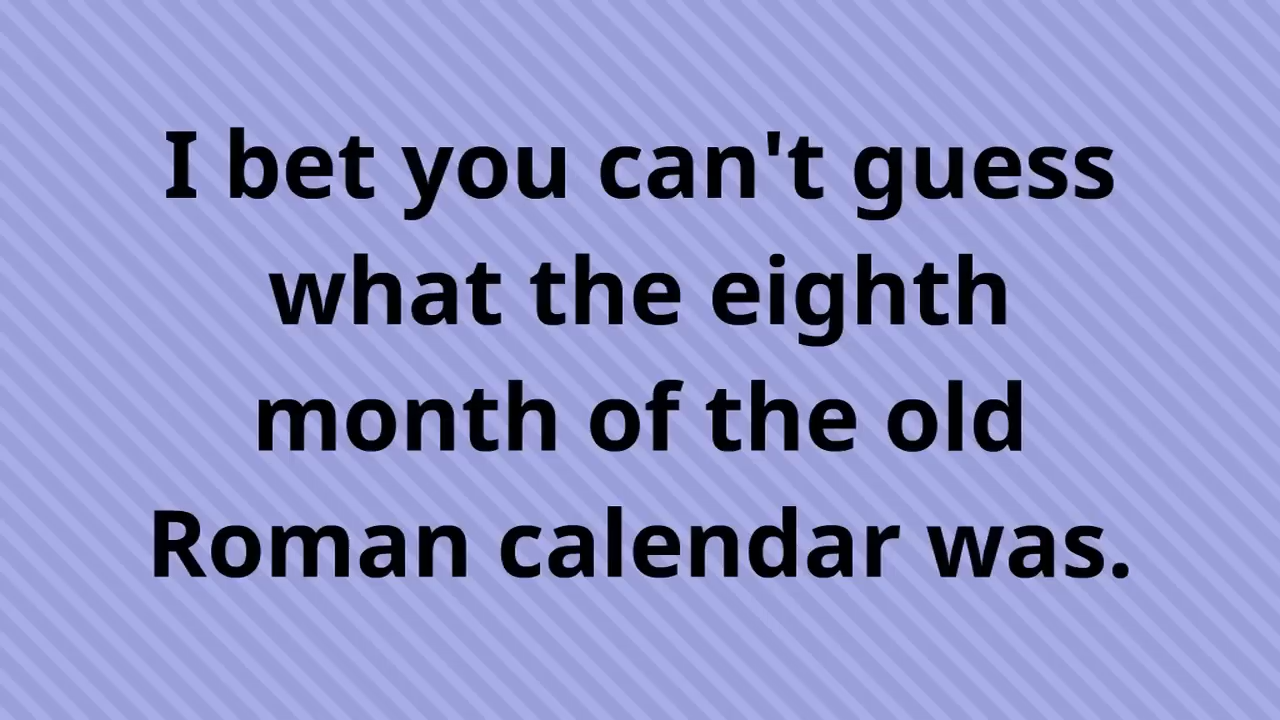 I bet you can't guess
what the eighth
month of the old
Roman calendar was.